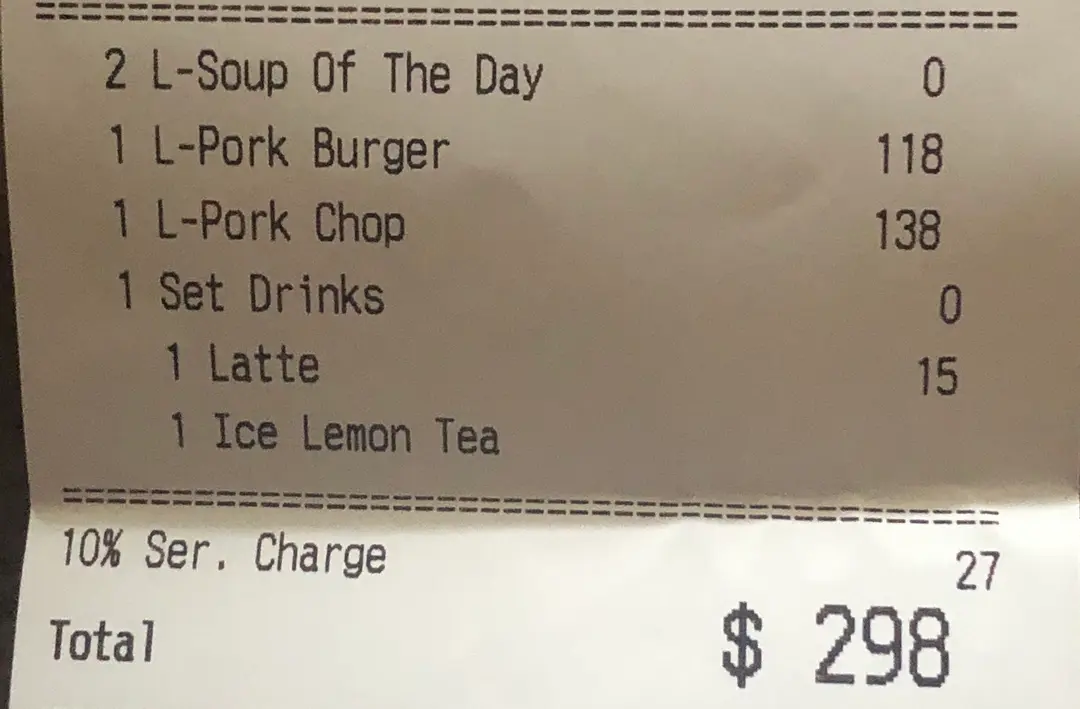 2 L-Soup Of The Day 0
1 L-Pork Burger 118
1 L-Pork Chop 138
1 Set Drinks 0
1 Latte 15
1 Ice Lemon Tea
10% Ser. Charge 27
Total $ 298